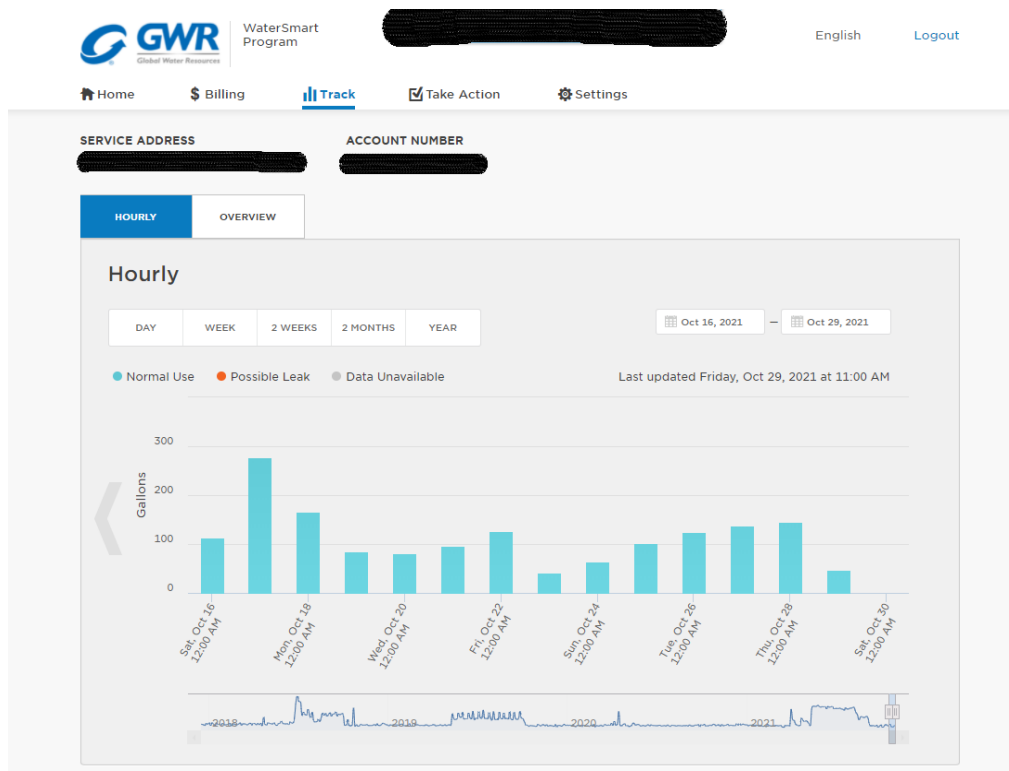 GWR
Global Water Resources
WaterSmart
Program
English
Logout
Home
$ Billing
Track
Take Action
Settings
SERVICE ADDRESS
ACCOUNT NUMBER
HOURLY
OVERVIEW
Hourly
DAY
WEEK
2 WEEKS
2 MONTHS
YEAR
Oct 16, 2021
–
Oct 29, 2021
Normal Use
Possible Leak
Data Unavailable
Last updated Friday, Oct 29, 2021 at 11:00 AM
Gallons
300
200
100
0
Sat, Oct 16
12:00 AM
Mon, Oct 18
12:00 AM
Wed, Oct 20
12:00 AM
Fri, Oct 22
12:00 AM
Sun, Oct 24
12:00 AM
Tue, Oct 26
12:00 AM
Thu, Oct 28
12:00 AM
Sat, Oct 30
12:00 AM
2018
2019
2020
2021